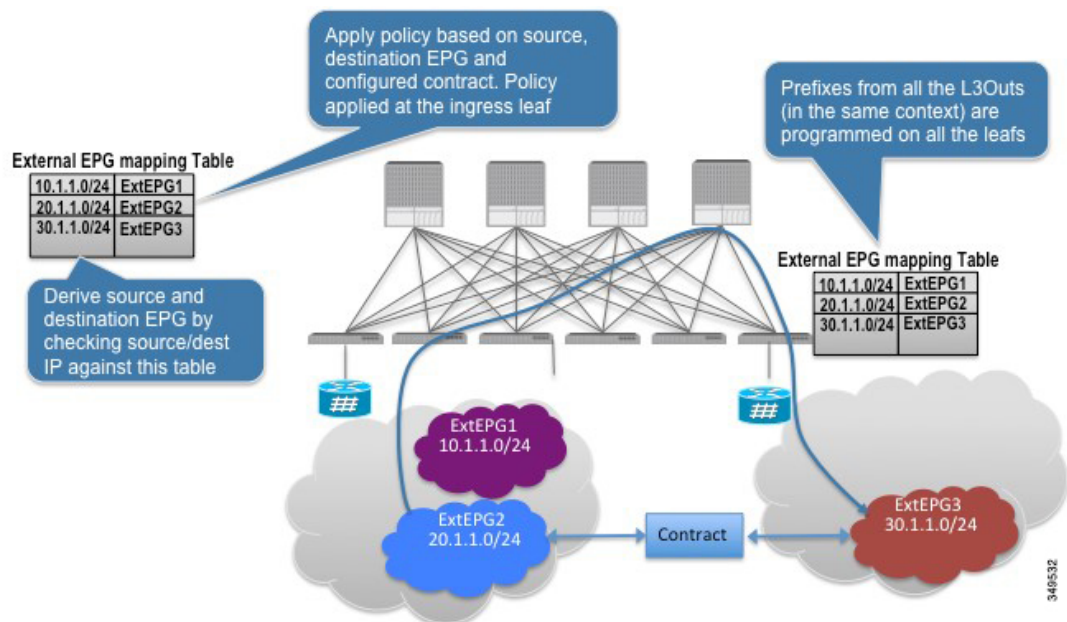 Apply policy based on source,
destination EPG and
configured contract. Policy
applied at the ingress leaf
Prefixes from all the L3Outs
(in the same context) are
programmed on all the leafs
External EPG mapping Table
10.1.1.0/24 ExtEPG1
20.1.1.0/24 ExtEPG2
30.1.1.0/24 ExtEPG3
Derive source and
destination EPG by
checking source/dest
IP against this table
External EPG mapping Table
10.1.1.0/24 ExtEPG1
20.1.1.0/24 ExtEPG2
30.1.1.0/24 ExtEPG3
ExtEPG1
10.1.1.0/24
ExtEPG2
20.1.1.0/24
Contract
ExtEPG3
30.1.1.0/24
349532